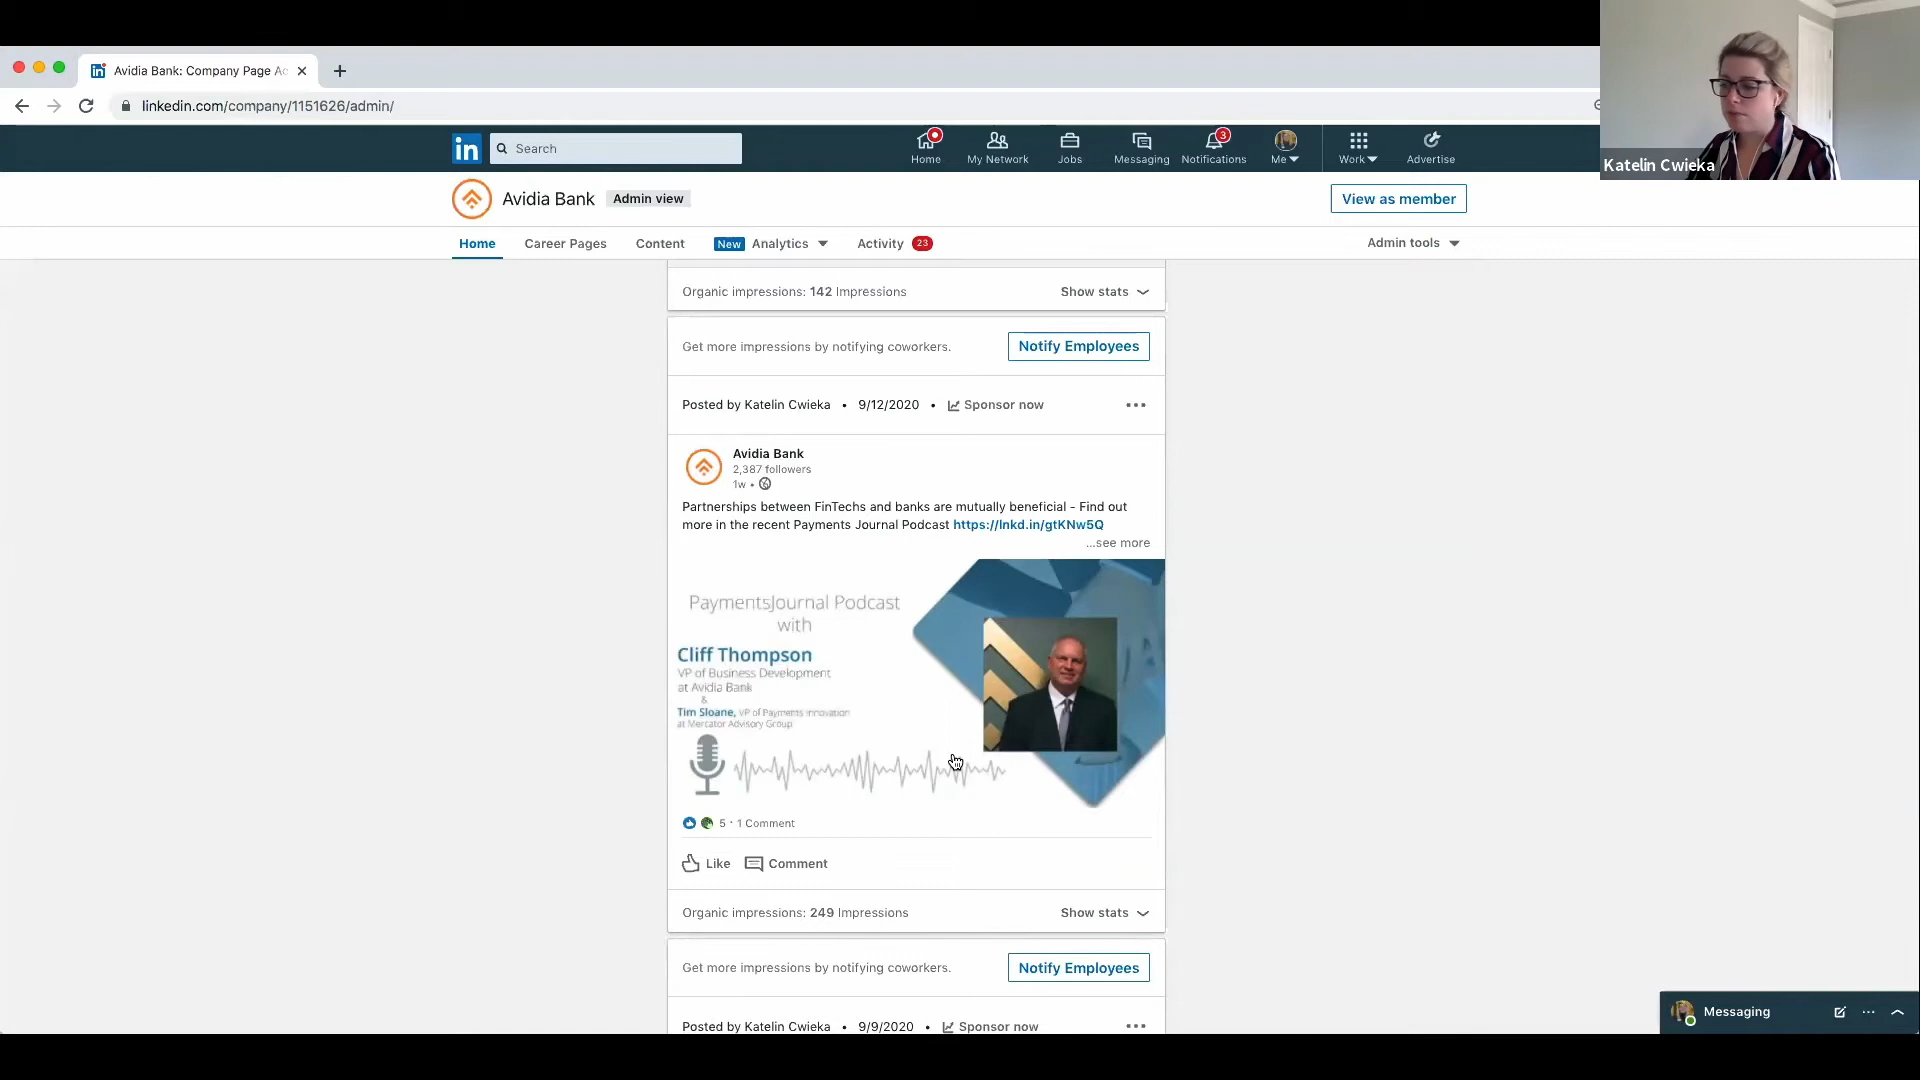 Avidia Bank: Company Page Ac
linkedin.com/company/1151626/admin/
in
Search
Home
My Network
Jobs
Messaging
3
Notifications
Me
Work
Advertise
Katelin Cwieka
Avidia Bank
Admin view
View as member
Home
Career Pages
Content
New
Analytics
Activity
23
Admin tools
Organic impressions: 142 Impressions
Show stats
Get more impressions by notifying coworkers.
Notify Employees
Posted by Katelin Cwieka • 9/12/2020 • Sponsor now
Avidia Bank
2,387 followers
1w •
Partnerships between FinTechs and banks are mutually beneficial - Find out
more in the recent Payments Journal Podcast https://lnkd.in/gtKNw5Q
...see more
PaymentsJournal Podcast
with
Cliff Thompson
VP of Business Development
at Avidia Bank
&
Tim Sloane, VP of Payments Innovation
at Mercator Advisory Group
5 · 1 Comment
Like
Comment
Organic impressions: 249 Impressions
Show stats
Get more impressions by notifying coworkers.
Notify Employees
Posted by Katelin Cwieka • 9/9/2020 • Sponsor now
Messaging